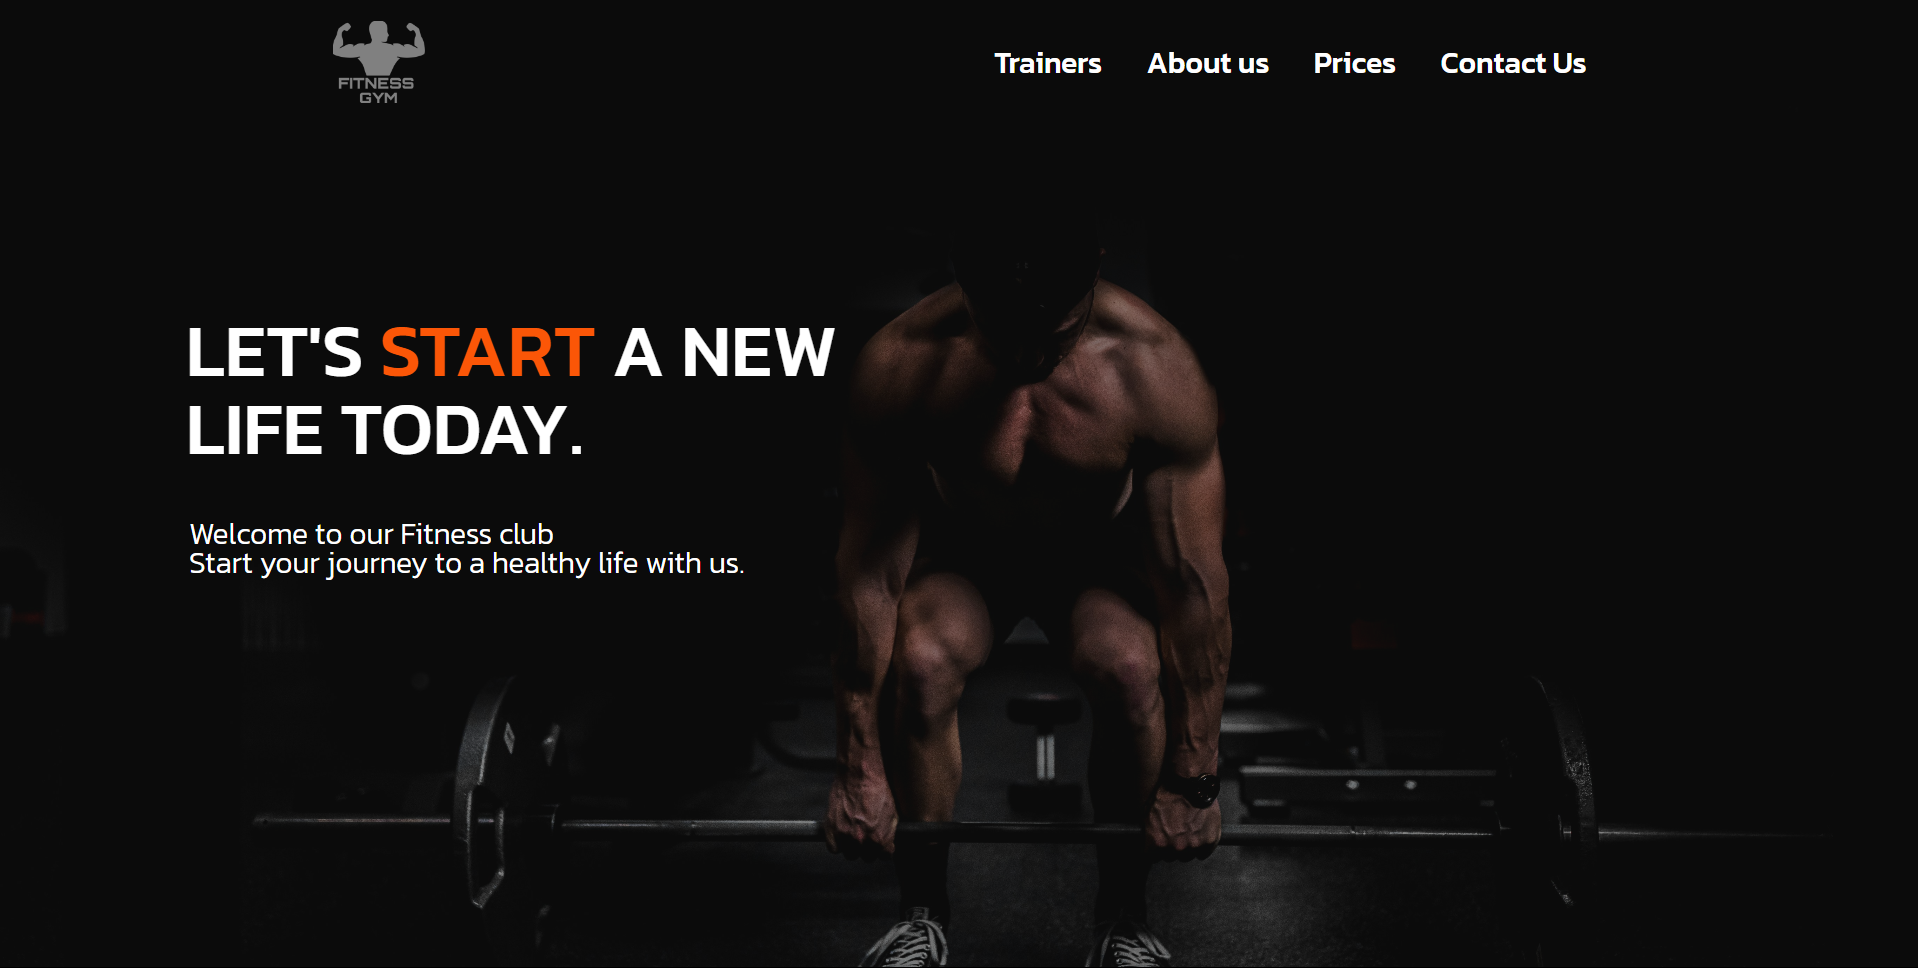 FITNESS
GYM
Trainers About us Prices Contact Us
LET'S START A NEW
LIFE TODAY.
Welcome to our Fitness club
Start your journey to a healthy life with us.